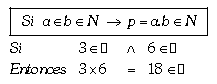 Si a ∈ b ∈ N → p = a.b ∈ N
Si 3 ∈ □ ∧ 6 ∈ □
Entonces 3×6 = 18 ∈ □